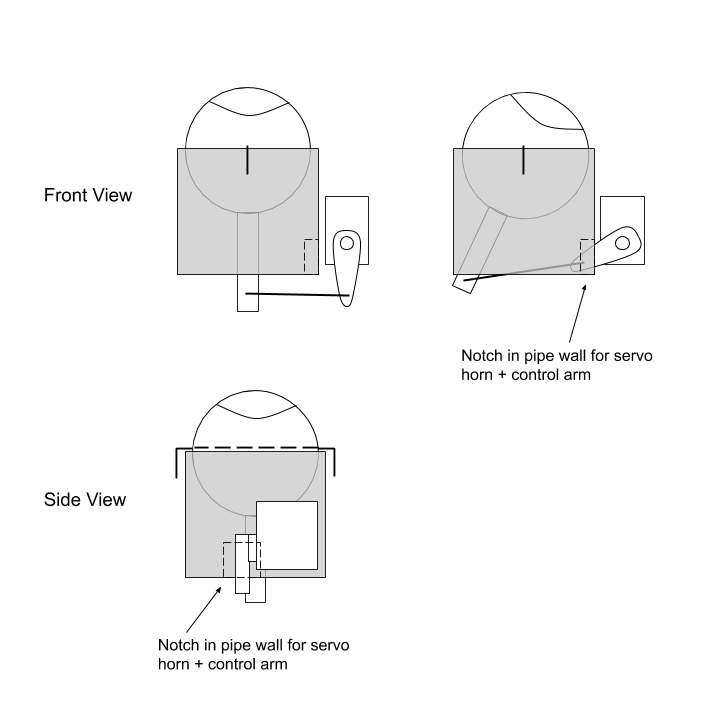 Front View
Notch in pipe wall for servo
horn + control arm
Side View
Notch in pipe wall for servo
horn + control arm